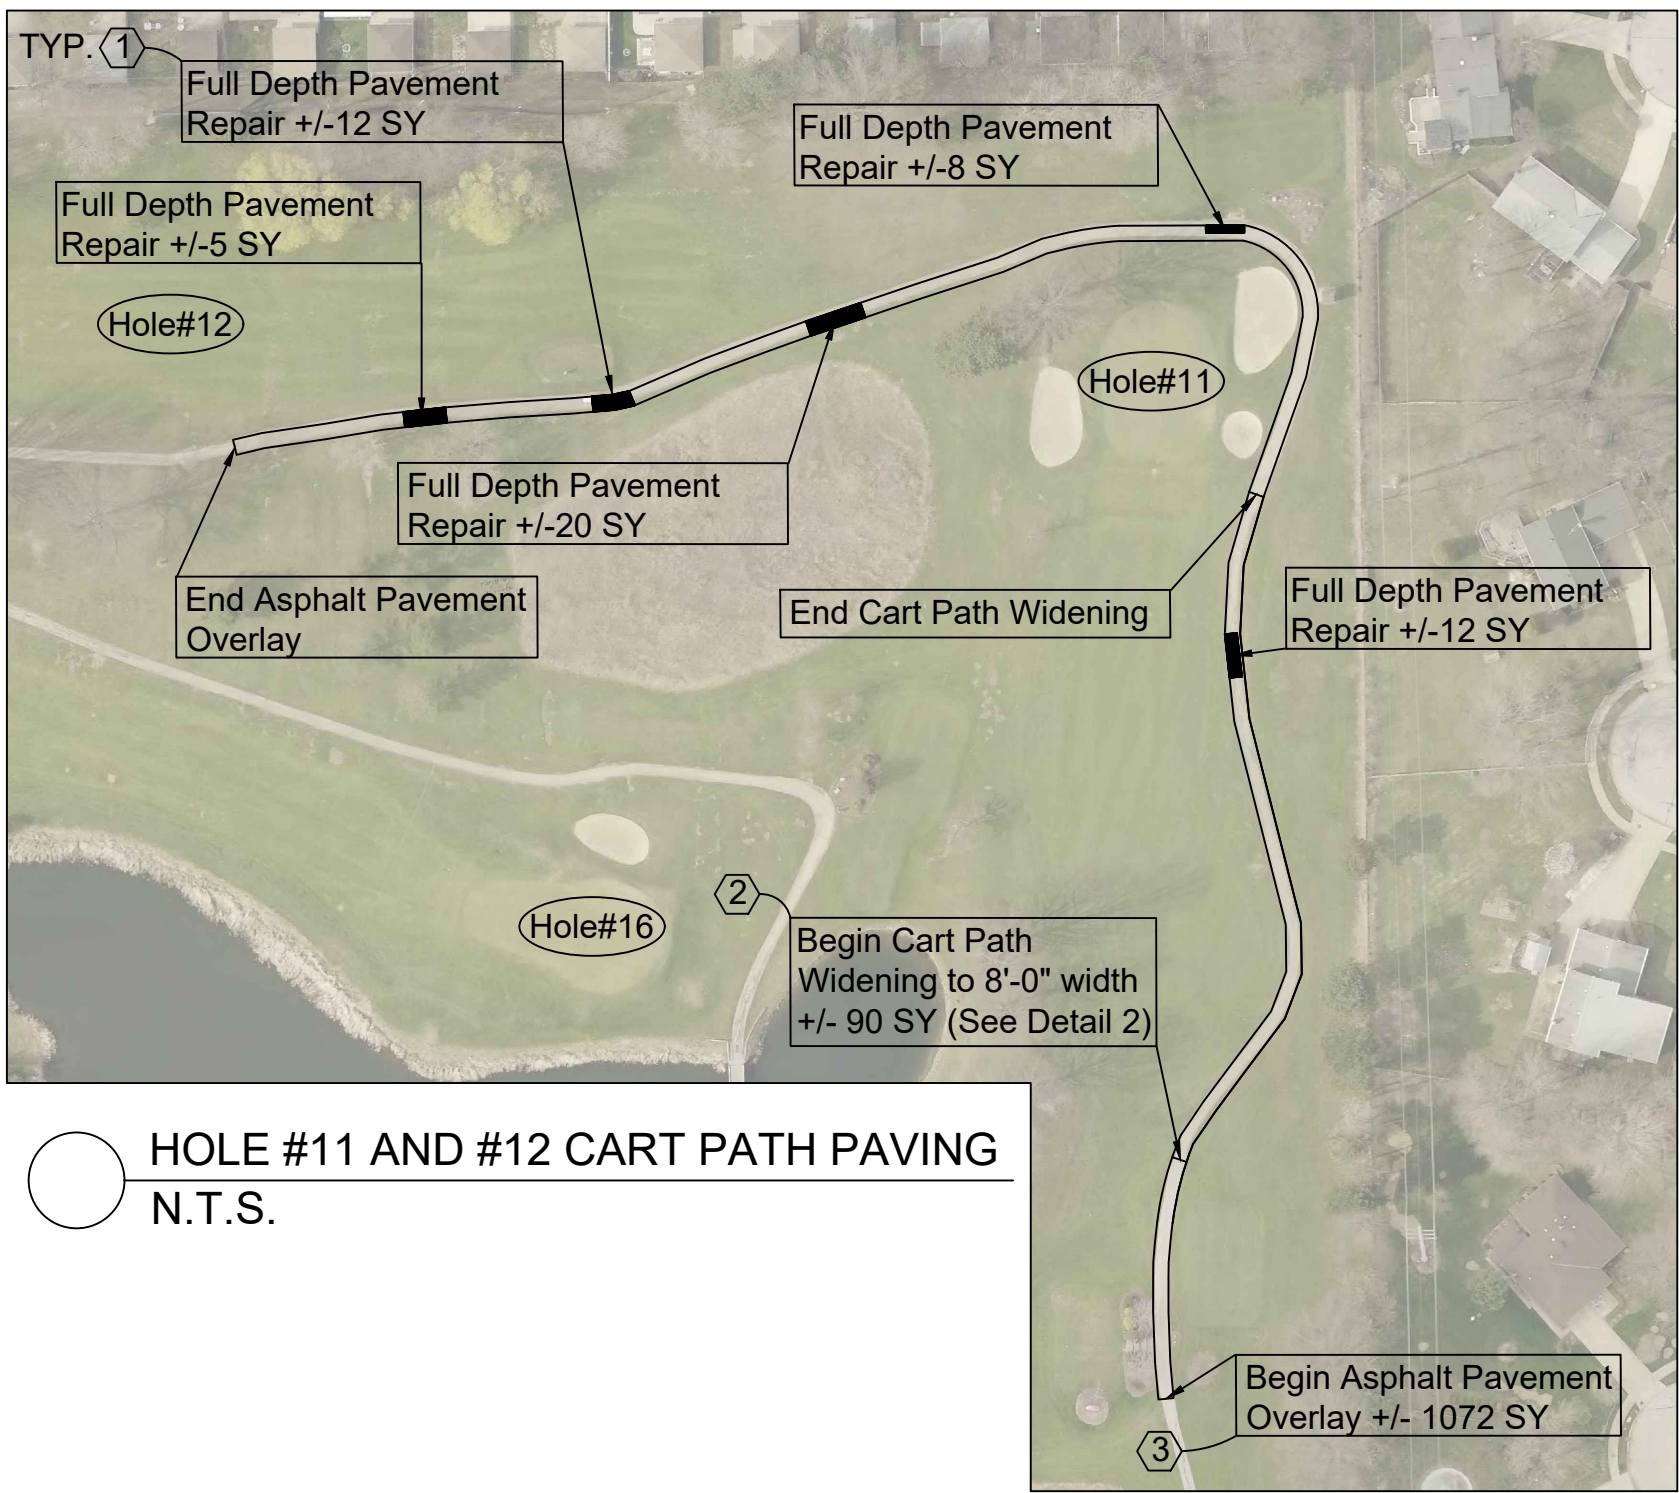 TYP. 1
Full Depth Pavement
Repair +/-12 SY
Full Depth Pavement
Repair +/-8 SY
Full Depth Pavement
Repair +/-5 SY
Hole#12
Hole#11
Full Depth Pavement
Repair +/-20 SY
End Asphalt Pavement
Overlay
End Cart Path Widening
Full Depth Pavement
Repair +/-12 SY
2
Hole#16
Begin Cart Path
Widening to 8'-0" width
+/- 90 SY (See Detail 2)
HOLE #11 AND #12 CART PATH PAVING
N.T.S.
Begin Asphalt Pavement
Overlay +/- 1072 SY
3